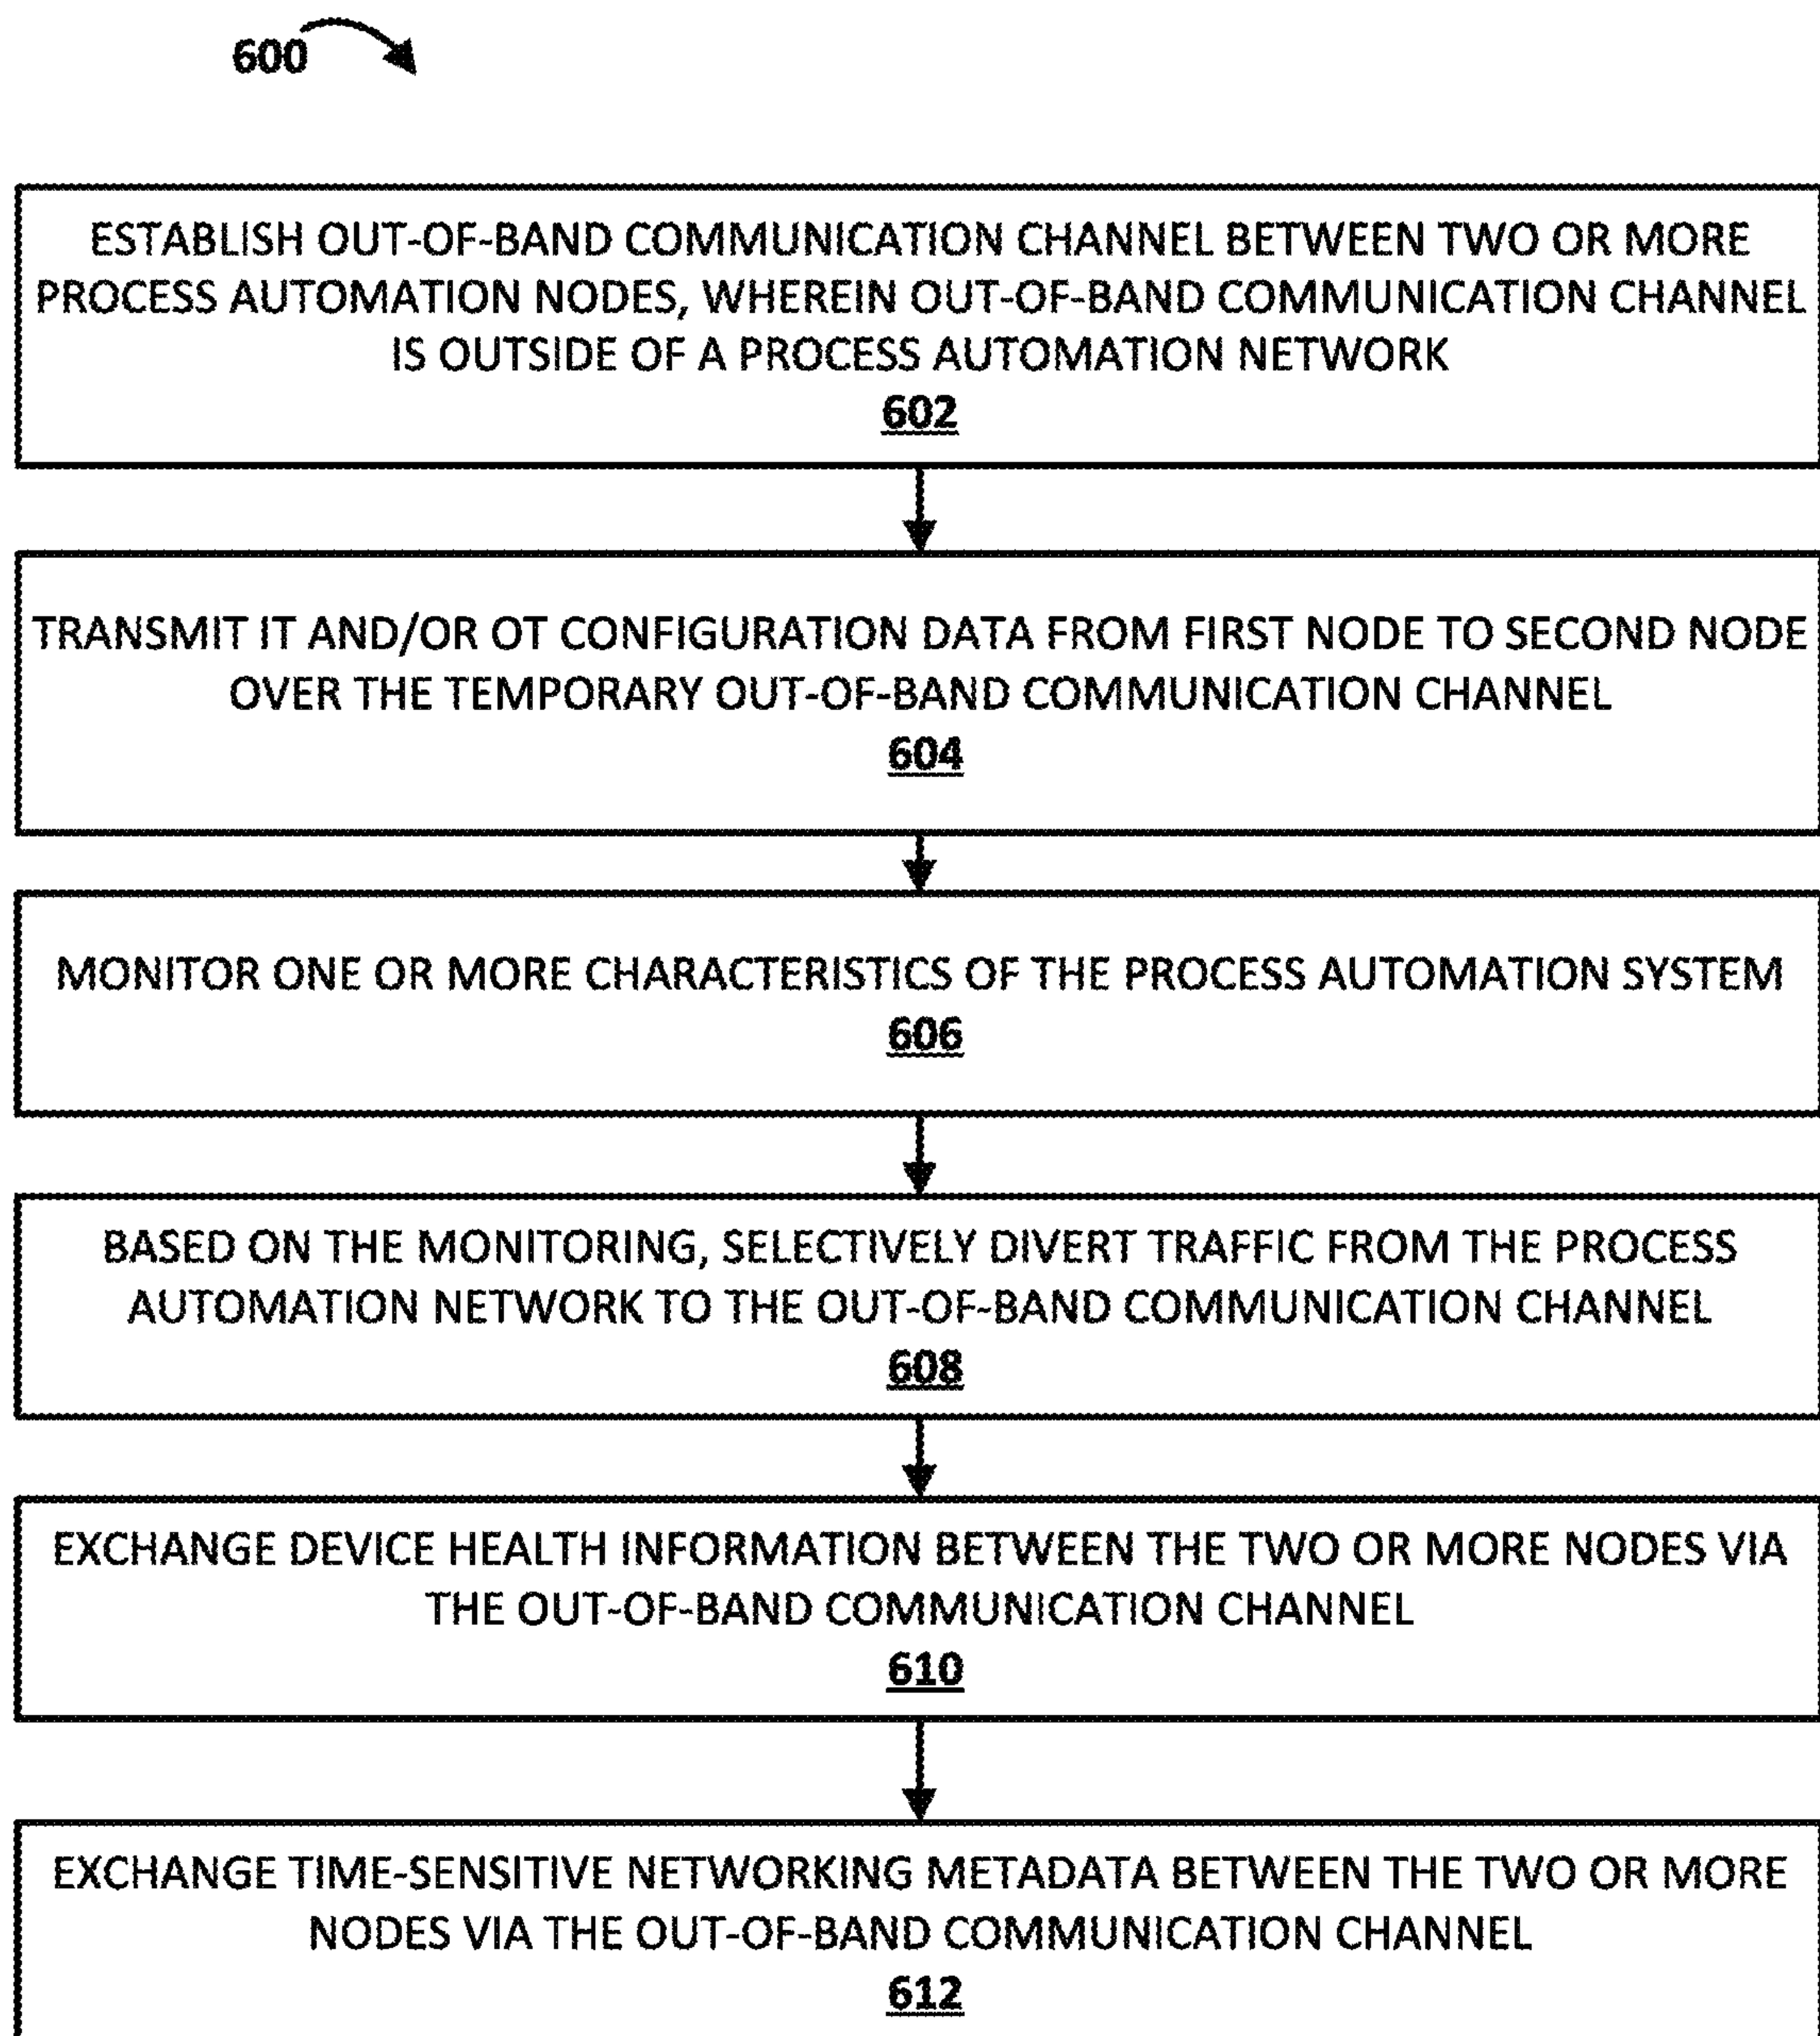 600
ESTABLISH OUT-OF-BAND COMMUNICATION CHANNEL BETWEEN TWO OR MORE
PROCESS AUTOMATION NODES, WHEREIN OUT-OF-BAND COMMUNICATION CHANNEL
IS OUTSIDE OF A PROCESS AUTOMATION NETWORK
602
TRANSMIT IT AND/OR OT CONFIGURATION DATA FROM FIRST NODE TO SECOND NODE
OVER THE TEMPORARY OUT-OF-BAND COMMUNICATION CHANNEL
604
MONITOR ONE OR MORE CHARACTERISTICS OF THE PROCESS AUTOMATION SYSTEM
606
BASED ON THE MONITORING, SELECTIVELY DIVERT TRAFFIC FROM THE PROCESS
AUTOMATION NETWORK TO THE OUT-OF-BAND COMMUNICATION CHANNEL
608
EXCHANGE DEVICE HEALTH INFORMATION BETWEEN THE TWO OR MORE NODES VIA
THE OUT-OF-BAND COMMUNICATION CHANNEL
610
EXCHANGE TIME-SENSITIVE NETWORKING METADATA BETWEEN THE TWO OR MORE
NODES VIA THE OUT-OF-BAND COMMUNICATION CHANNEL
612